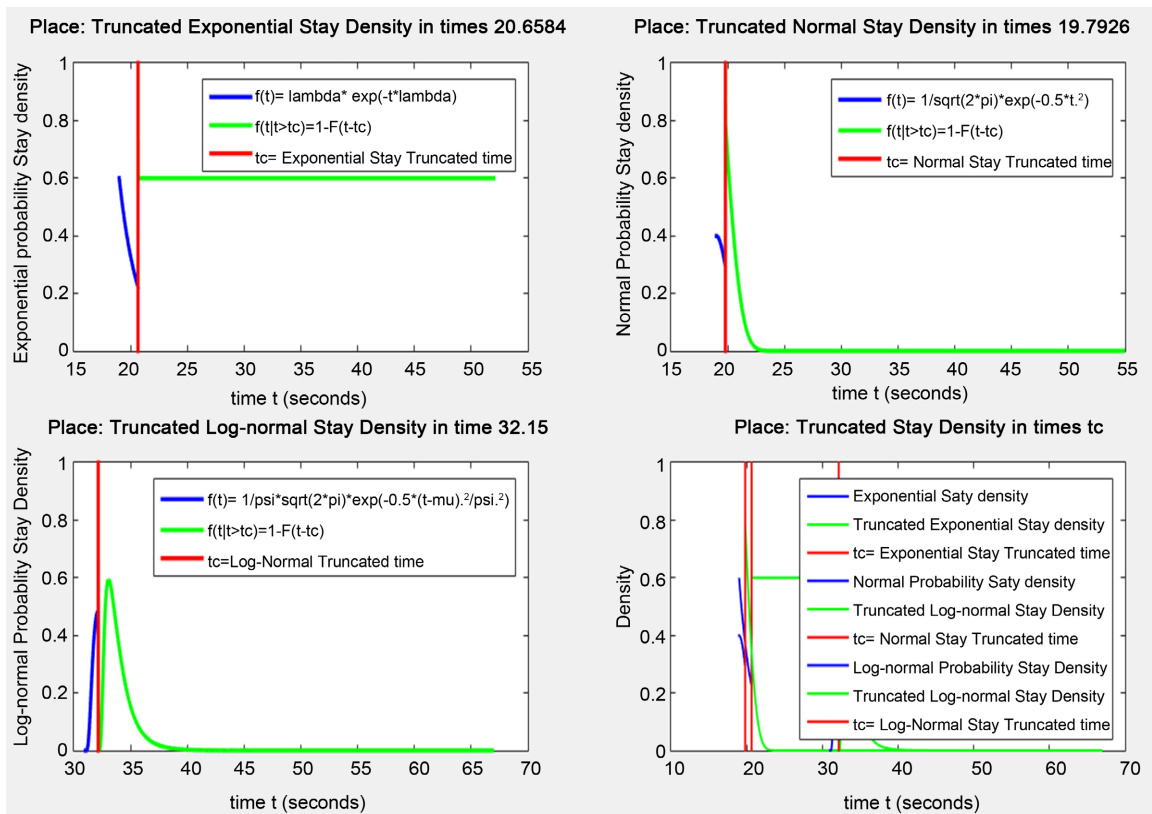 Place: Truncated Exponential Stay Density in times 20.6584
Exponential probability Stay density
1
0.8
0.6
0.4
0.2
0
f(t)= lambda* exp(-t*lambda)
f(t|t>tc)=1-F(t-tc)
tc= Exponential Stay Truncated time
15 20 25 30 35 40 45 50 55
time t (seconds)
Place: Truncated Normal Stay Density in times 19.7926
Normal Probability Stay density
1
0.8
0.6
0.4
0.2
0
f(t)= 1/sqrt(2*pi)*exp(-0.5*t.²)
f(t|t>tc)=1-F(t-tc)
tc= Normal Stay Truncated time
15 20 25 30 35 40 45 50 55
time t (seconds)
Place: Truncated Log-normal Stay Density in time 32.15
Log-normal Probablity Stay Density
1
0.8
0.6
0.4
0.2
0
f(t)= 1/psi*sqrt(2*pi)*exp(-0.5*(t-mu).²/psi.²)
f(t|t>tc)=1-F(t-tc)
tc=Log-Normal Truncated time
30 35 40 45 50 55 60 65 70
time t (seconds)
Place: Truncated Stay Density in times tc
Density
1
0.8
0.6
0.4
0.2
0
Exponential Saty density
Truncated Exponential Stay density
tc= Exponential Stay Truncated time
Normal Probability Saty density
Truncated Log-normal Stay Density
tc= Normal Stay Truncated time
Log-normal Probability Stay Density
Truncated Log-normal Stay Density
tc= Log-Normal Stay Truncated time
10 20 30 40 50 60 70
time t (seconds)